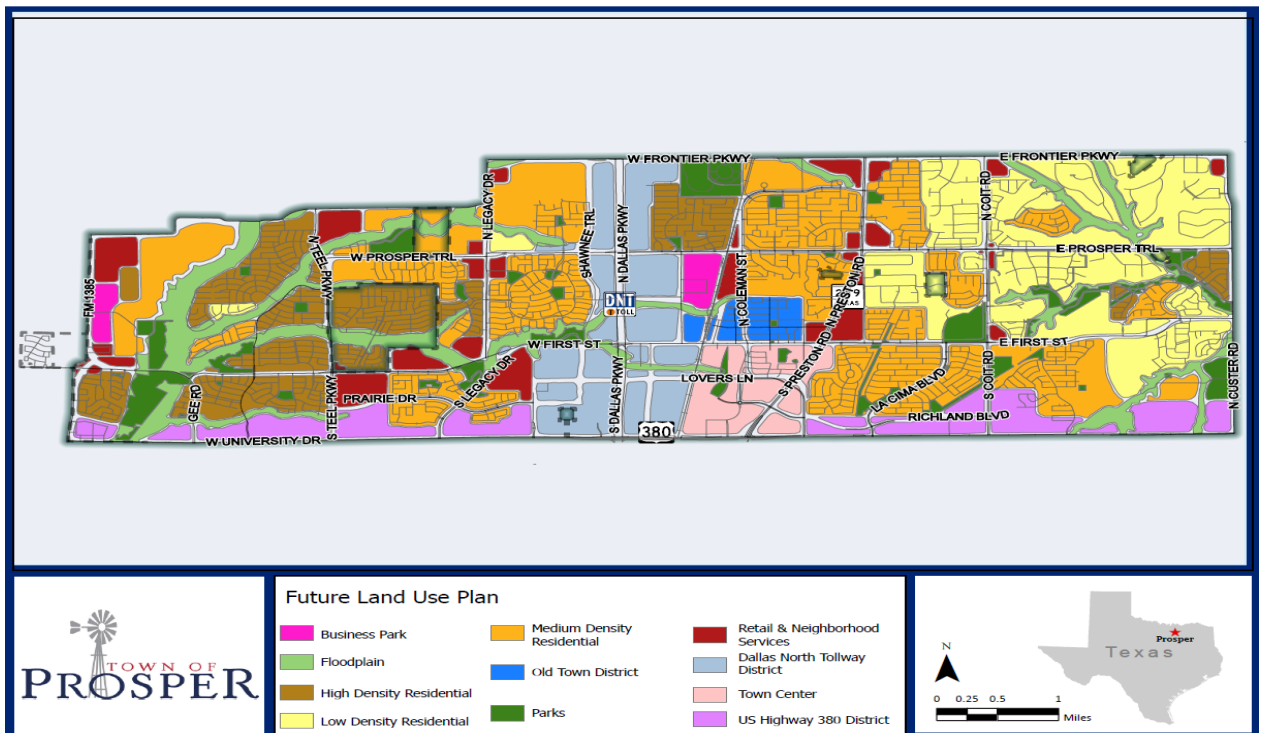 W FRONTIER PKWY
E FRONTIER PKWY
N LEGACY DR
N COIT RD
SHAWNEE TRL
N DALLAS PKWY
N TEEL PKWY
W PROSPER TRL
E PROSPER TRL
FM 1385
DNT
TOLL
N COLEMAN ST
N PRESTON RD
W FIRST ST
E FIRST ST
LOVERS LN
S PRESTON RD
S LEGACY DR
S COIT RD
N CUSTER RD
LA CIMA BLVD
PRAIRIE DR
GEE RD
S TEEL PKWY
S DALLAS PKWY
RICHLAND BLVD
W UNIVERSITY DR
380
TOWN OF
PROSPER
Future Land Use Plan
Business Park
Floodplain
High Density Residential
Low Density Residential
Medium Density
Residential
Old Town District
Parks
Retail & Neighborhood
Services
Dallas North Tollway
District
Town Center
US Highway 380 District
N
Prosper
Texas
0 0.25 0.5 1
Miles